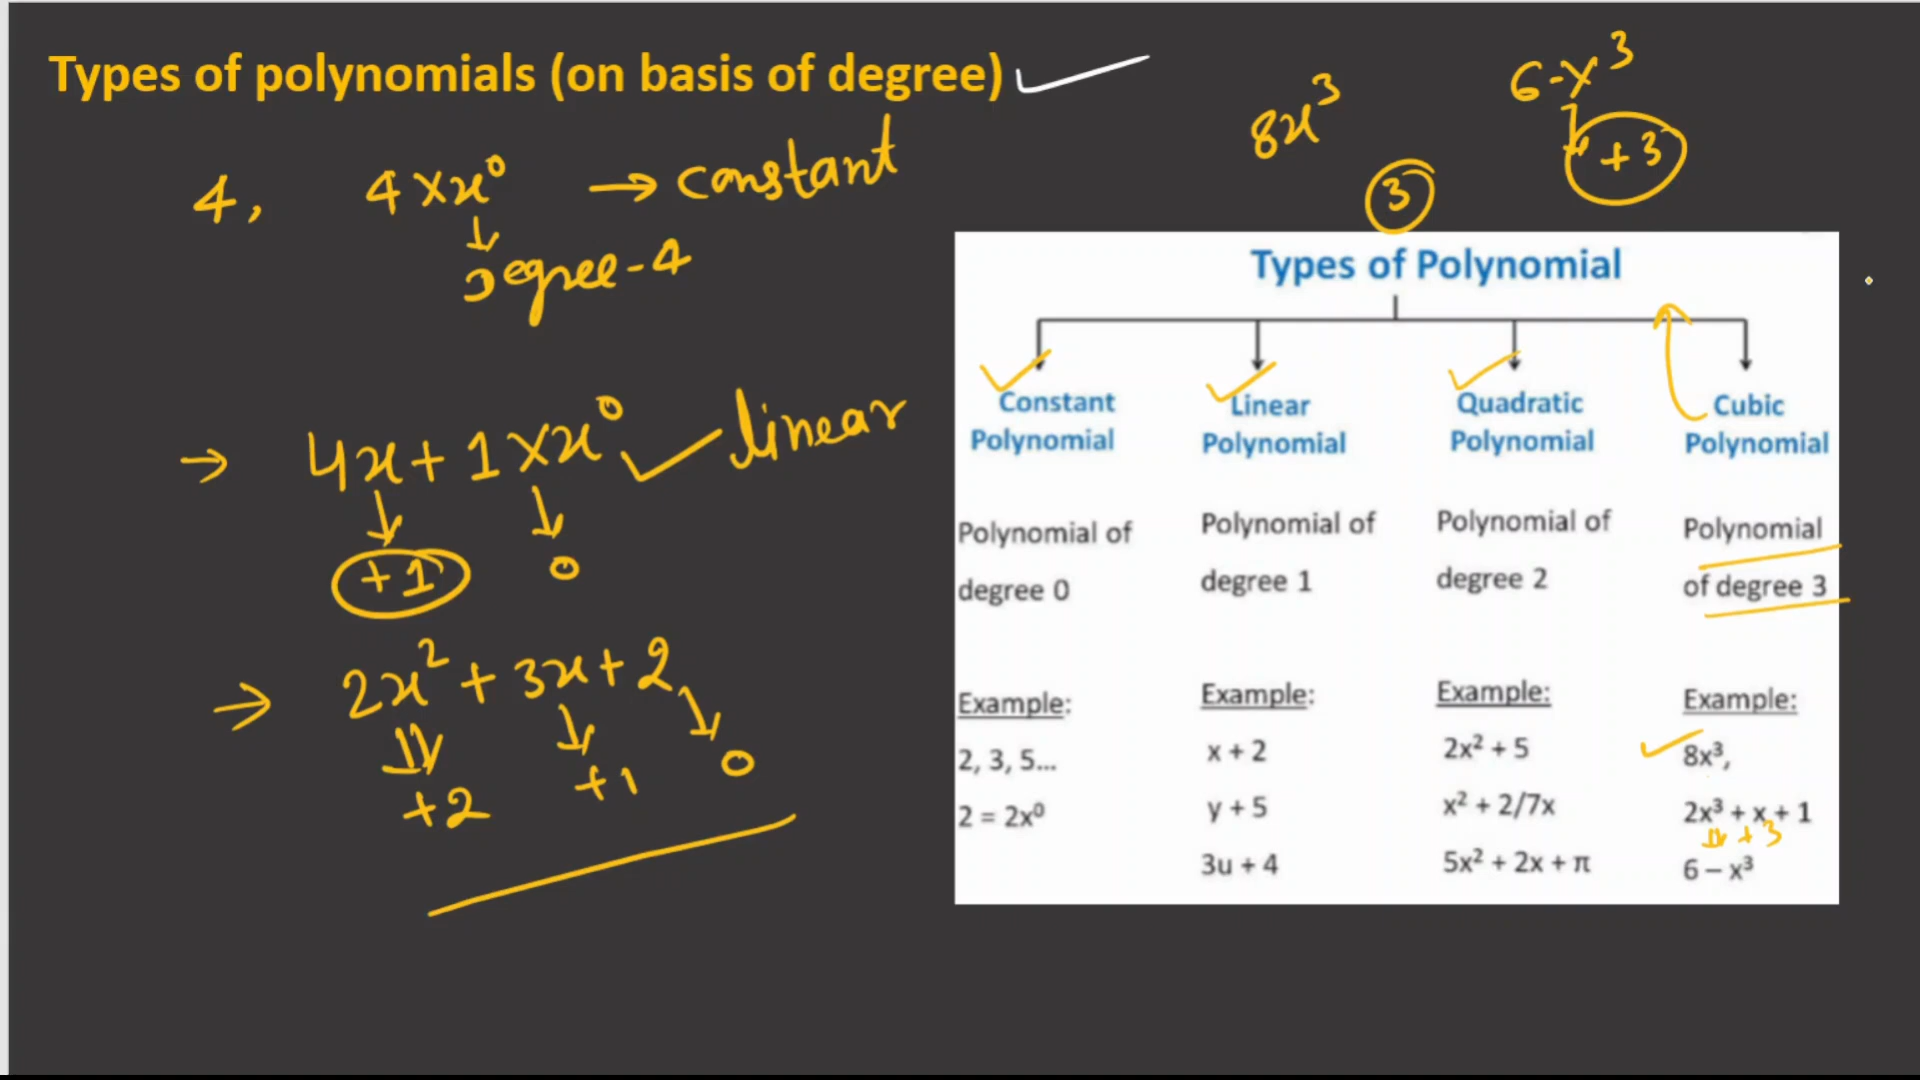 Types of polynomials (on basis of degree)
8x³
6-x³
+3
3
4, 4×x⁰ → constant
Degree-4
→ 4x+1×x⁰ linear
+1 0
→ 2x²+3x+2
+2 +1 0
Types of Polynomial
Constant Polynomial
Polynomial of degree 0
Example:
2, 3, 5...
2 = 2x⁰
Linear Polynomial
Polynomial of degree 1
Example:
x + 2
y + 5
3u + 4
Quadratic Polynomial
Polynomial of degree 2
Example:
2x² + 5
x² + 2/7x
5x² + 2x + π
Cubic Polynomial
Polynomial of degree 3
Example:
8x³,
2x³ + x + 1
+3
6 – x³